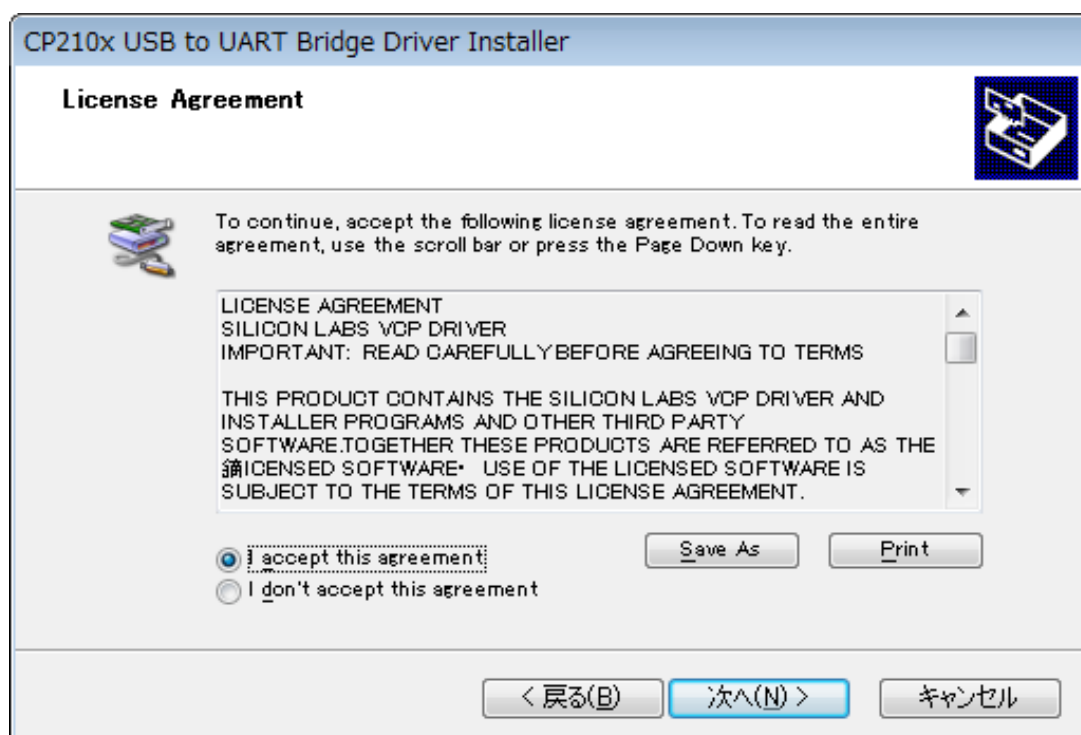 CP210x USB to UART Bridge Driver Installer
License Agreement
To continue, accept the following license agreement. To read the entire
agreement, use the scroll bar or press the Page Down key.
LICENSE AGREEMENT
SILICON LABS VCP DRIVER
IMPORTANT: READ CAREFULLY BEFORE AGREEING TO TERMS
THIS PRODUCT CONTAINS THE SILICON LABS VCP DRIVER AND
INSTALLER PROGRAMS AND OTHER THIRD PARTY
SOFTWARE.TOGETHER THESE PRODUCTS ARE REFERRED TO AS THE
鏑ICENSED SOFTWARE・ USE OF THE LICENSED SOFTWARE IS
SUBJECT TO THE TERMS OF THIS LICENSE AGREEMENT.
I accept this agreement
Save As
Print
I don't accept this agreement
< 戻る(B)
次へ(N) >
キャンセル